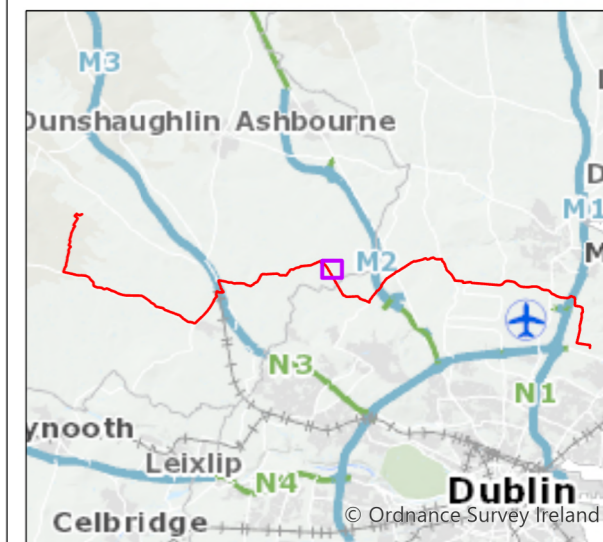 M3
Dunshaughlin Ashbourne
M1
M2
N3
N1
ynooth
Leixlip
N4
Dublin
© Ordnance Survey Ireland
Celbridge